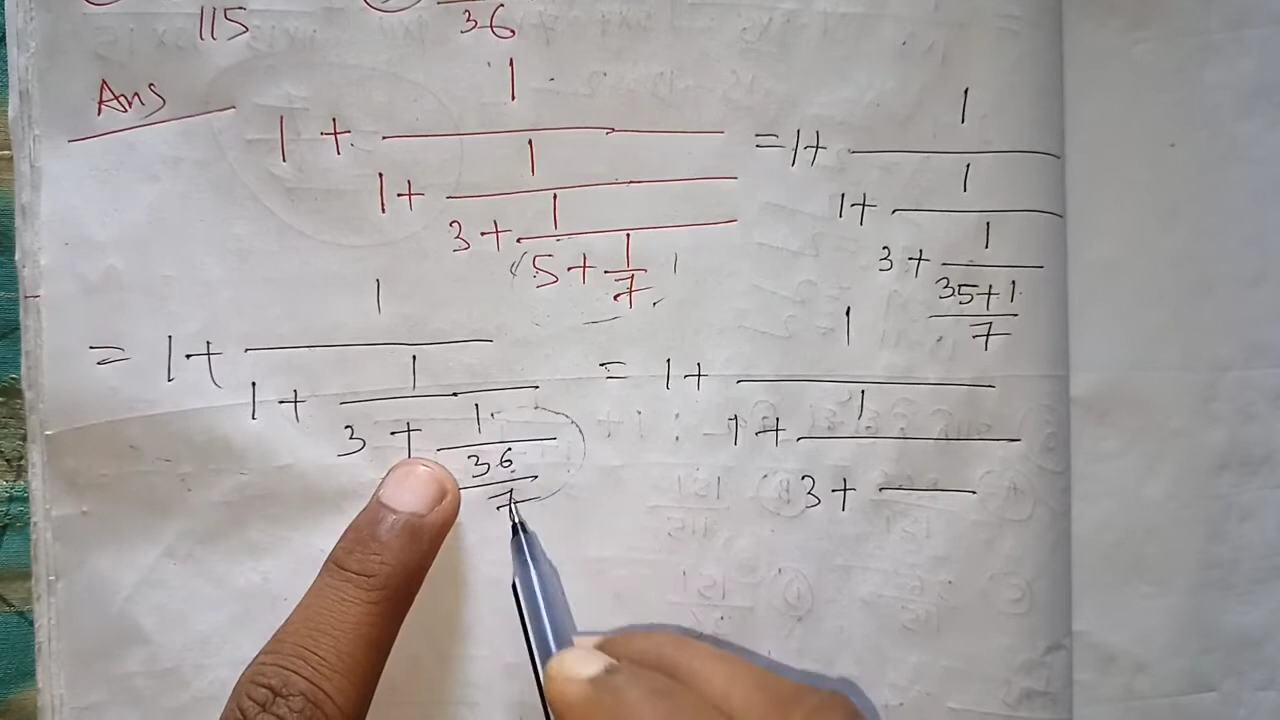 115
36
Ans
1 + 1 / (1 + 1 / (3 + 1 / (5 + 1/7)))
= 1 + 1 / (1 + 1 / (3 + 1 / ((35+1)/7)))
= 1 + 1 / (1 + 1 / (3 + 1 / (36/7)))
= 1 + 1 / (1 + 1 / (3 + —